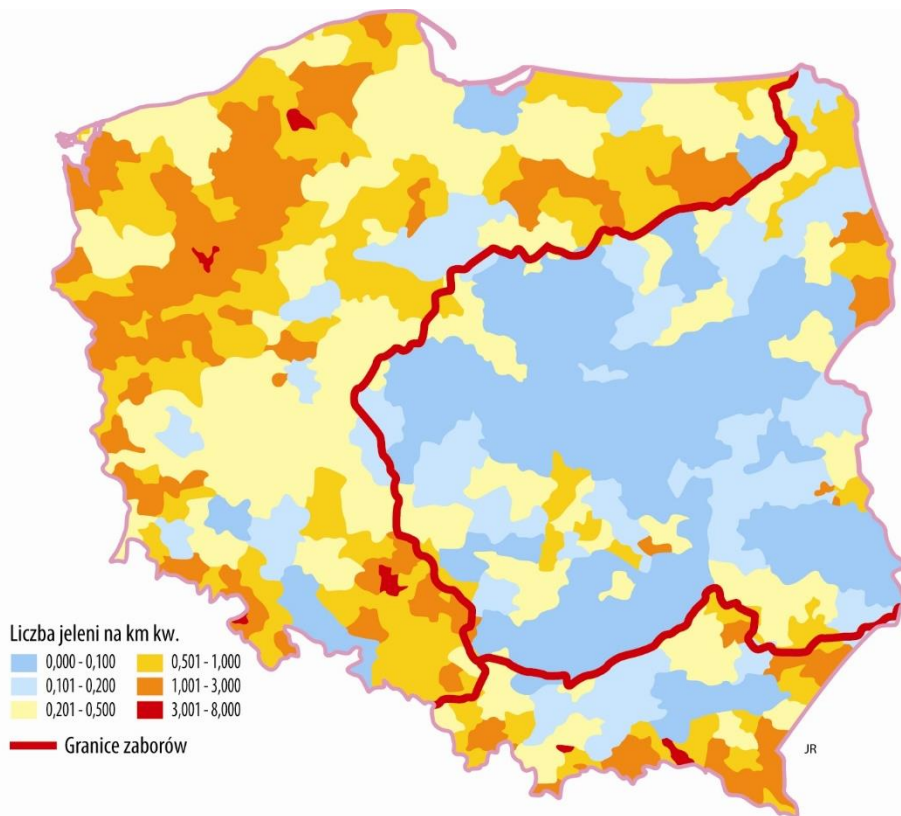 Liczba jeleni na km kw.
0,000 - 0,100
0,501 - 1,000
0,101 - 0,200
1,001 - 3,000
0,201 - 0,500
3,001 - 8,000
Granice zaborów
JR